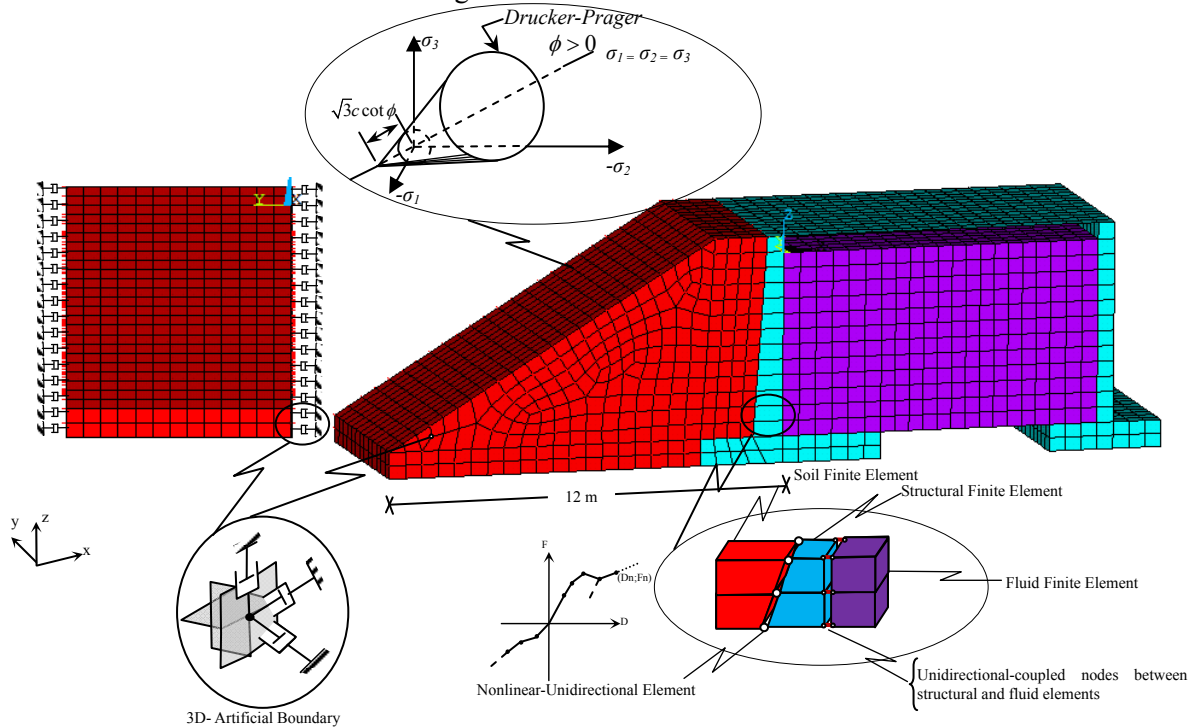 Drucker-Prager
ϕ > 0
-σ3
σ1 = σ2 = σ3
√3c cot ϕ
-σ2
-σ1
Y
X
Z
12 m
Soil Finite Element
Structural Finite Element
y
z
x
F
(Dn;Fn)
D
Fluid Finite Element
Nonlinear-Unidirectional Element
Unidirectional-coupled nodes between
structural and fluid elements
3D- Artificial Boundary